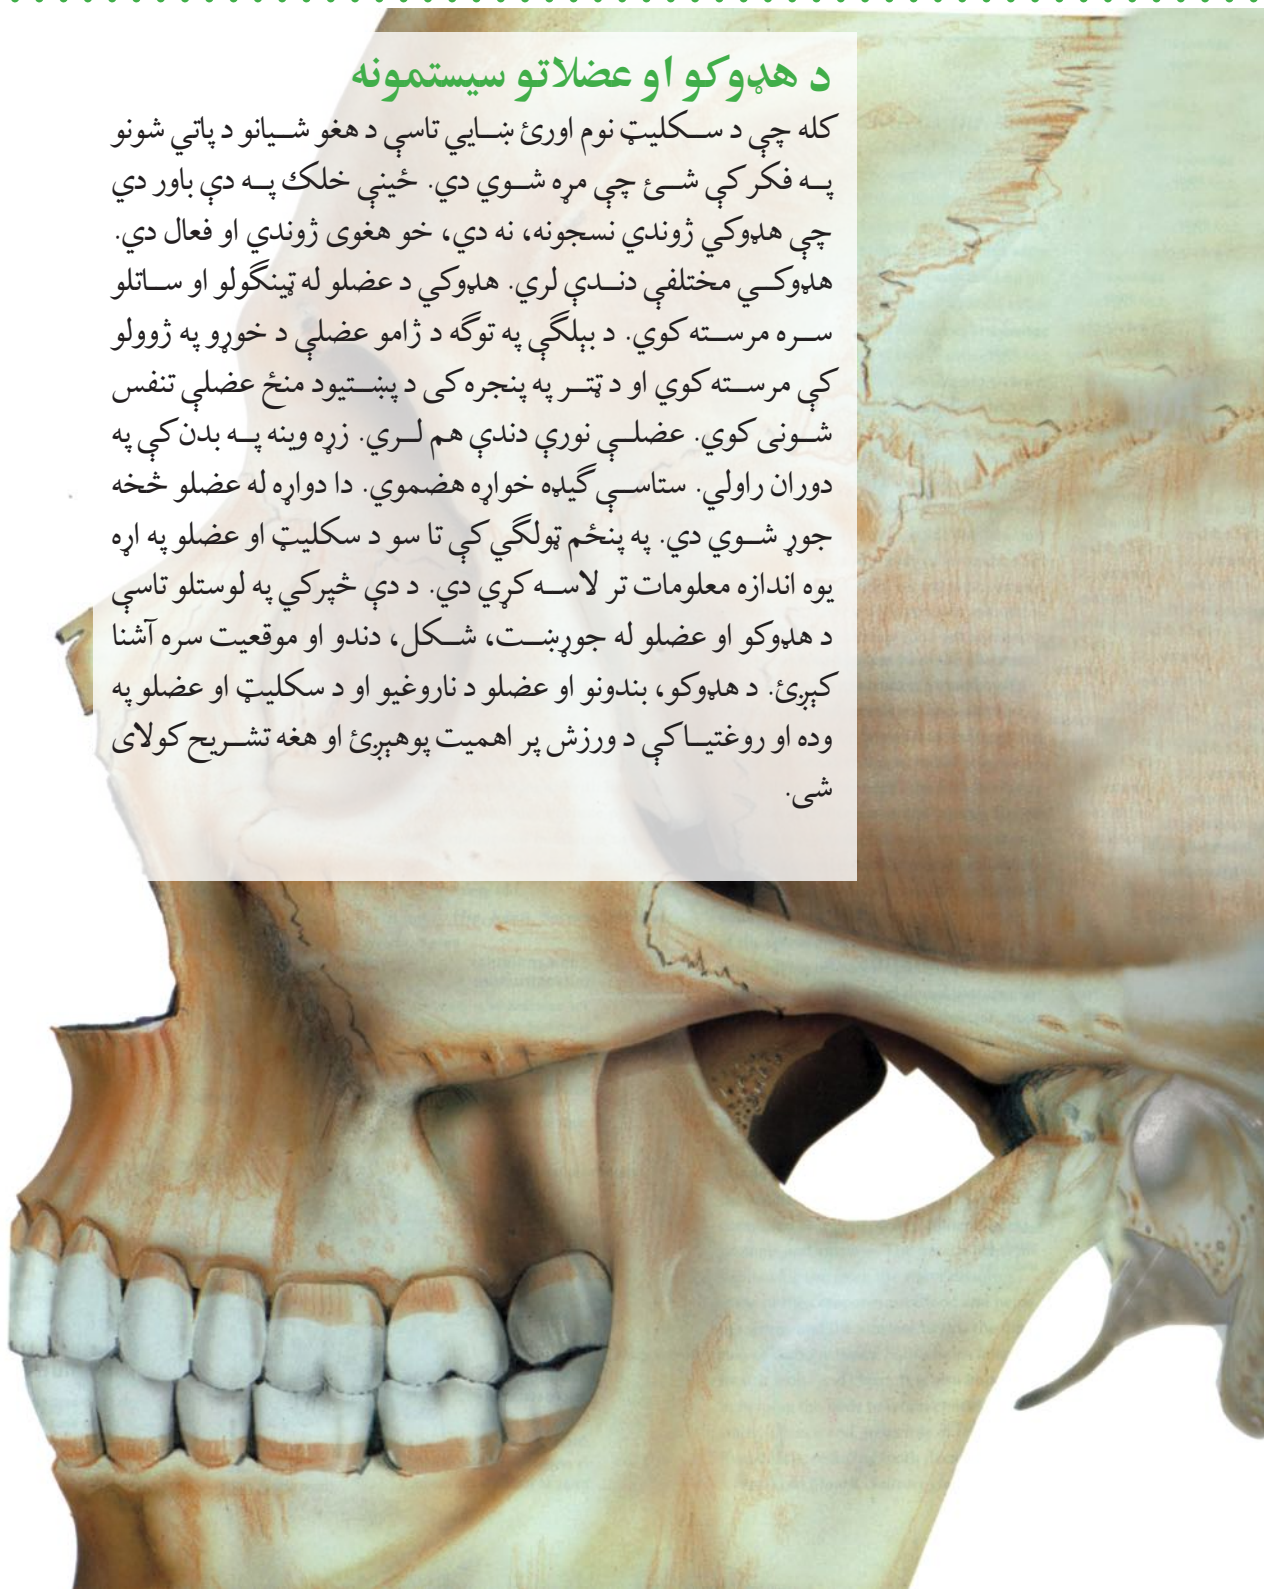 د هډوکو او عضلاتو سیستمونه
کله چې د سکلیټ نوم اورئ ښایي تاسې د هغو شیانو د پاتې شونو
په فکر کې شئ چې مړه شوي دي. ځینې خلک په دې باور دي
چې هډوکي ژوندي نسجونه، نه دي، خو هغوی ژوندي او فعال دي.
هډوکي مختلفې دندې لري. هډوکي د عضلو له ټینګولو او ساتلو
سره مرسته کوي. د بېلګې په توګه د ژامو عضلې د خوړو په ژوولو
کې مرسته کوي او د ټتر په پنجره کی د پښتیود منځ عضلې تنفس
شونی کوي. عضلې نورې دندې هم لري. زړه وینه په بدن کې په
دوران راولي. ستاسې ګیډه خواړه هضموي. دا دواړه له عضلو څخه
جوړ شوي دي. په پنځم ټولګي کې تا سو د سکلیټ او عضلو په اړه
یوه اندازه معلومات تر لاسه کړي دي. د دې څپرکي په لوستلو تاسې
د هډوکو او عضلو له جوړښت، شکل، دندو او موقعیت سره آشنا
کېږئ. د هډوکو، بندونو او عضلو د ناروغیو او د سکلیټ او عضلو په
وده او روغتیا کې د ورزش پر اهمیت پوهېږئ او هغه تشریح کولای
شی.